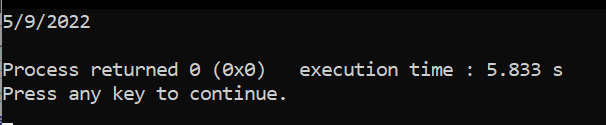 5/9/2022
Process returned 0 (0x0)   execution time : 5.833 s
Press any key to continue.